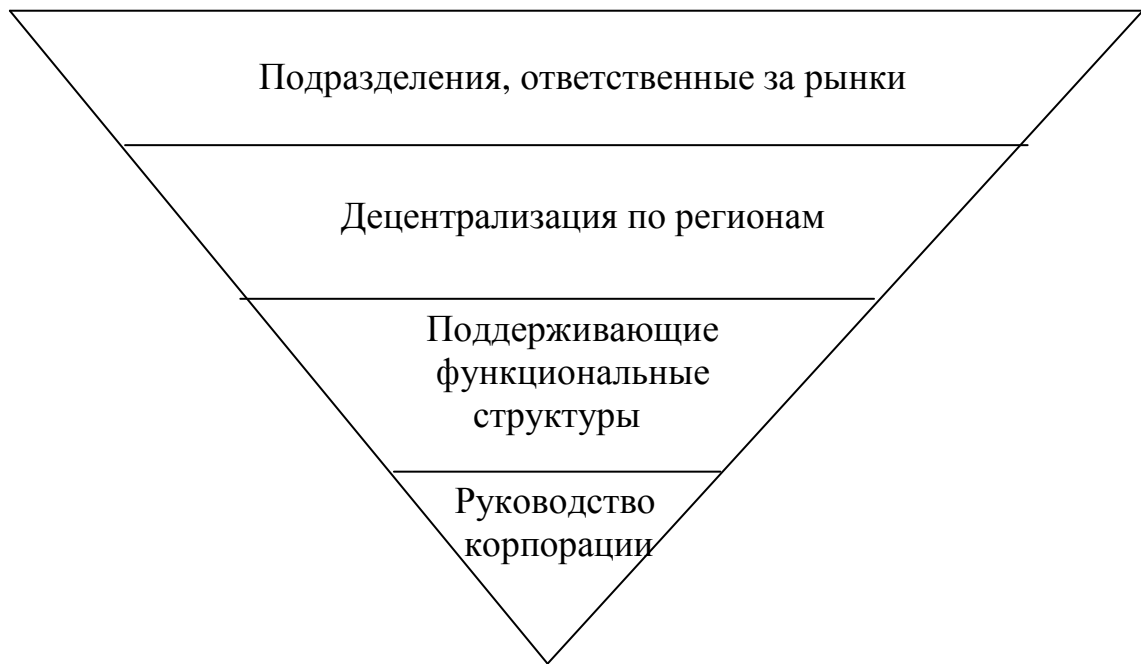 Подразделения, ответственные за рынки
Децентрализация по регионам
Поддерживающие
функциональные
структуры
Руководство
корпорации